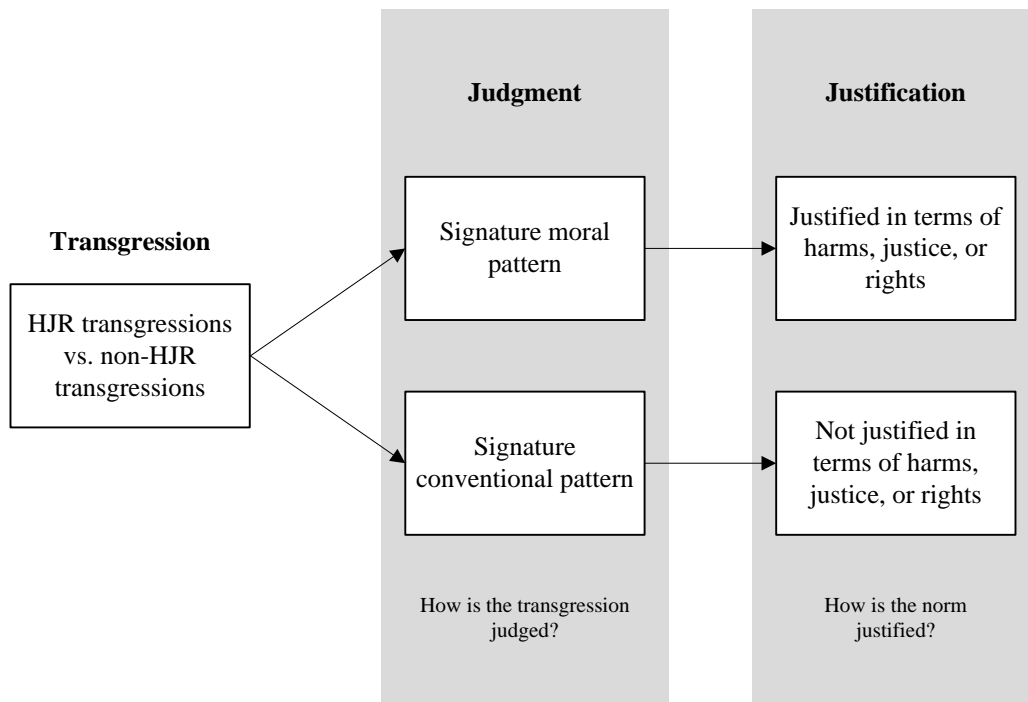 Transgression
HJR transgressions
vs. non-HJR
transgressions
Judgment
Signature moral
pattern
Signature
conventional pattern
How is the transgression
judged?
Justification
Justified in terms of
harms, justice, or
rights
Not justified in
terms of harms,
justice, or rights
How is the norm
justified?